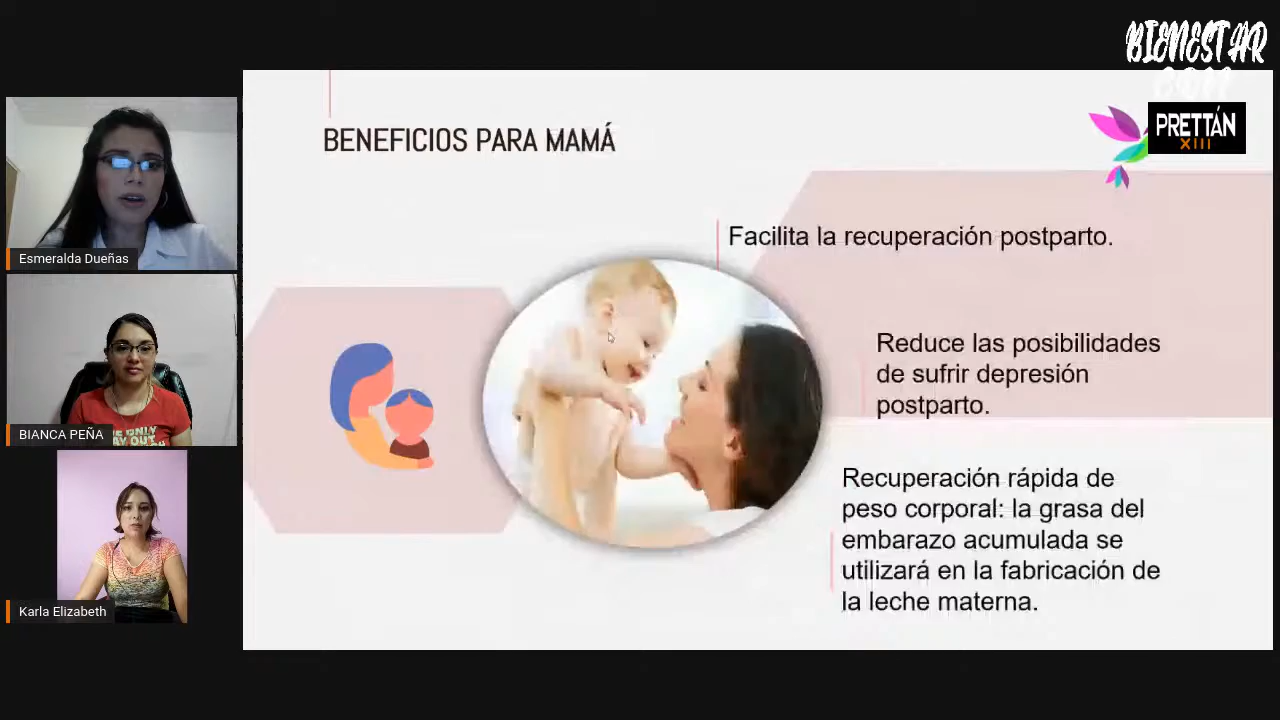 BIENESTAR
CON
PRETTÁN
XIII
BENEFICIOS PARA MAMÁ
Facilita la recuperación postparto.
Reduce las posibilidades
de sufrir depresión
postparto.
Recuperación rápida de
peso corporal: la grasa del
embarazo acumulada se
utilizará en la fabricación de
la leche materna.
Esmeralda Dueñas
BIANCA PEÑA
Karla Elizabeth